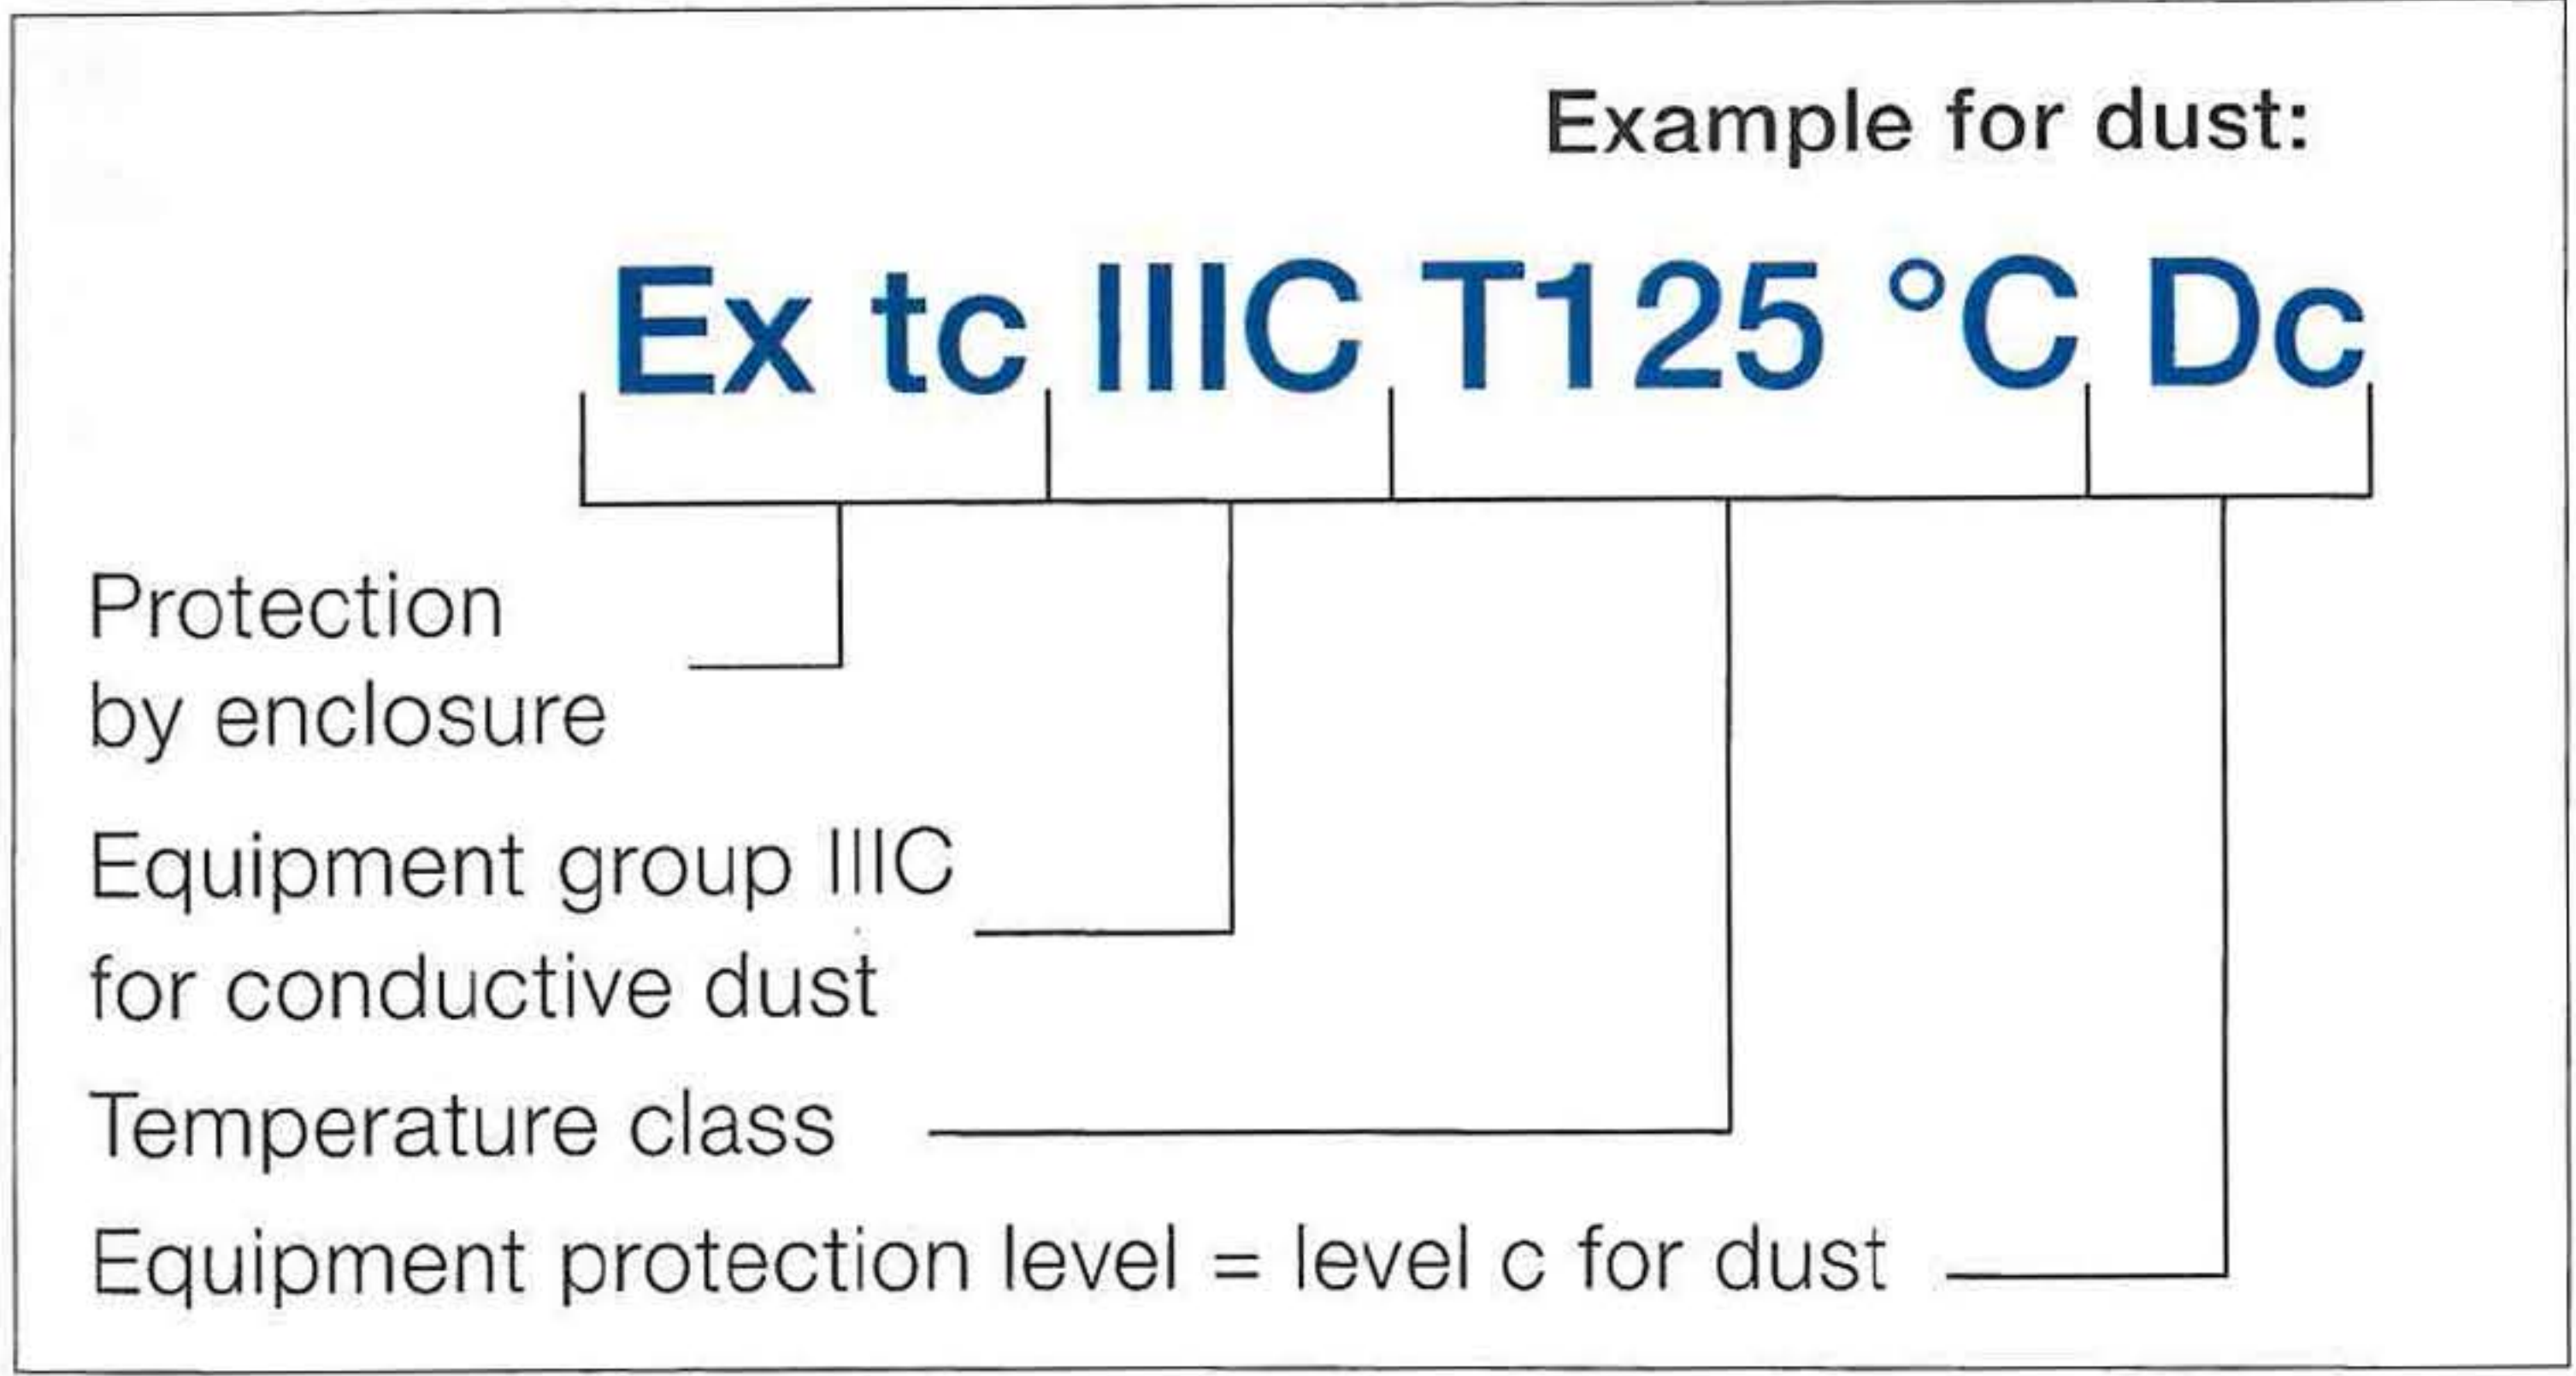 Example for dust:
Ex tc IIIC T125 °C Dc
Protection
by enclosure
Equipment group IIIC
for conductive dust
Temperature class
Equipment protection level = level c for dust